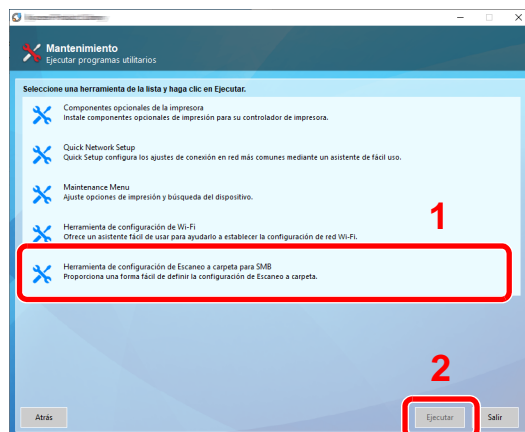 Mantenimiento
Ejecutar programas utilitarios
Seleccione una herramienta de la lista y haga clic en Ejecutar.
Componentes opcionales de la impresora
Instale componentes opcionales de impresión para su controlador de impresora.
Quick Network Setup
Quick Setup configura los ajustes de conexión en red más comunes mediante un asistente de fácil uso.
Maintenance Menu
Ajuste opciones de impresión y búsqueda del dispositivo.
1
Herramienta de configuración de Wi-Fi
Ofrece un asistente fácil de usar para ayudarlo a establecer la configuración de red Wi-Fi.
Herramienta de configuración de Escaneo a carpeta para SMB
Proporciona una forma fácil de definir la configuración de Escaneo a carpeta.
2
Atrás
Ejecutar
Salir